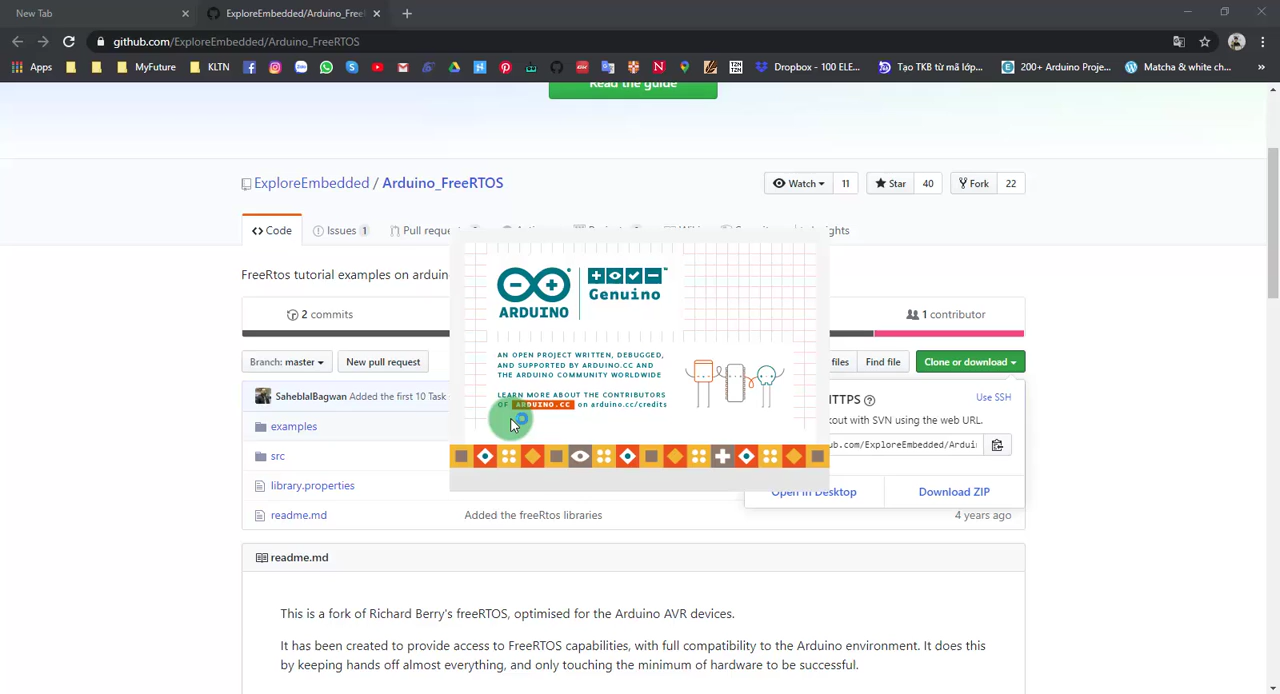 New Tab
ExploreEmbedded/Arduino_Free
github.com/ExploreEmbedded/Arduino_FreeRTOS
Apps
MyFuture
KLTN
Dropbox - 100 ELE...
Tạo TKB từ mã lớp...
200+ Arduino Proje...
Matcha & white ch...
»
Read the guide
ExploreEmbedded / Arduino_FreeRTOS
Watch 11
Star 40
Fork 22
Code
Issues 1
FreeRtos tutorial examples on arduin
2 commits
1 contributor
Branch: master
New pull request
files
Find file
Clone or download
SaheblalBagwan Added the first 10 Task
HTTPS
Use SSH
kout with SVN using the web URL.
ub.com/ExploreEmbedded/Ardui
examples
src
library.properties
readme.md
Added the freeRtos libraries
4 years ago
Open in Desktop
Download ZIP
ARDUINO
Genuino
AN OPEN PROJECT WRITTEN, DEBUGGED,
AND SUPPORTED BY ARDUINO.CC AND
THE ARDUINO COMMUNITY WORLDWIDE
LEARN MORE ABOUT THE CONTRIBUTORS
OF ARDUINO.CC on arduino.cc/credits
readme.md
This is a fork of Richard Berry's freeRTOS, optimised for the Arduino AVR devices.
It has been created to provide access to FreeRTOS capabilities, with full compatibility to the Arduino environment. It does this
by keeping hands off almost everything, and only touching the minimum of hardware to be successful.